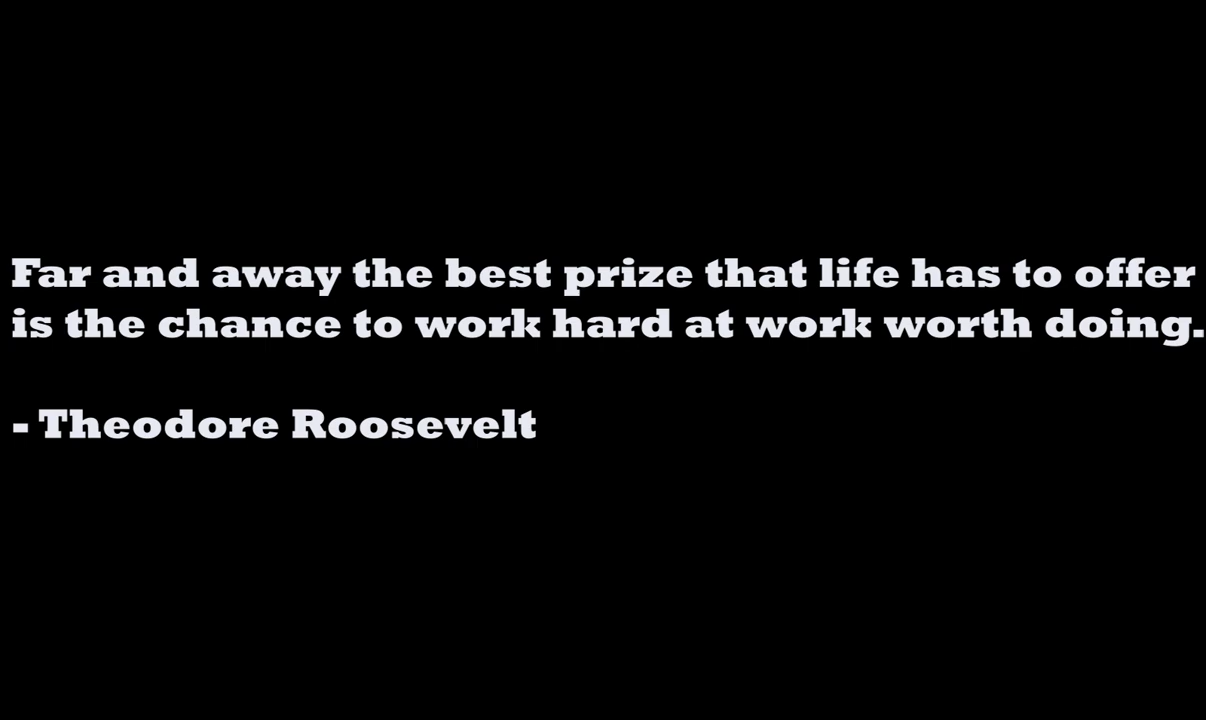 Far and away the best prize that life has to offer
is the chance to work hard at work worth doing.
- Theodore Roosevelt